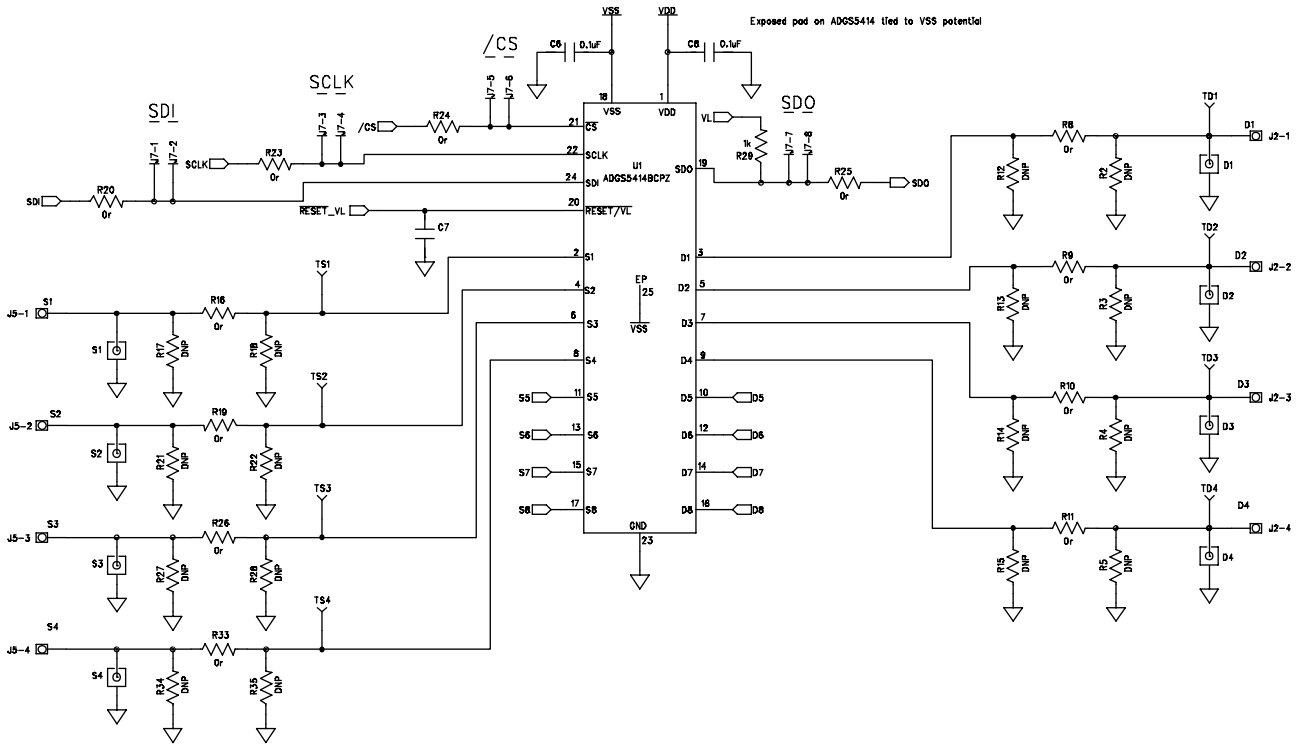 VSS
VDD
Exposed pad on ADGS5414 tied to VSS potential
C6
0.1uF
0.1uF
/CS
J7-5
J7-6
SCLK
J7-3
J7-4
SDI
J7-1
J7-2
SDO
J7-7
J7-8
R24
/CS
0r
R23
SCLK
0r
R20
SDI
0r
RESET_VL
C7
VL
1k
R29
R25
SDO
0r
18
VSS
1
VDD
21 CS
22 SCLK
24 SDI
20 RESET/VL
U1
ADGS5414BCPZ
SDO 19
2 S1
4 S2
6 S3
8 S4
S5 11 S5
S6 13 S6
S7 15 S7
S8 17 S8
EP
25
VSS
D1 3
D2 5
D3 7
D4 9
D5 10 D5
D6 12 D6
D7 14 D7
D8 16 D8
GND
23
TS1
S1
J5-1
R16
0r
S1
R17
DNP
R18
DNP
TS2
S2
J5-2
R19
0r
S2
R21
DNP
R22
DNP
TS3
S3
J5-3
R26
0r
S3
R27
DNP
R28
DNP
TS4
S4
J5-4
R33
0r
S4
R34
DNP
R35
DNP
TD1
R8
0r
D1
J2-1
R12
DNP
R2
DNP
D1
TD2
R9
0r
D2
J2-2
R13
DNP
R3
DNP
D2
TD3
R10
0r
D3
J2-3
R14
DNP
R4
DNP
D3
TD4
R11
0r
D4
J2-4
R15
DNP
R5
DNP
D4